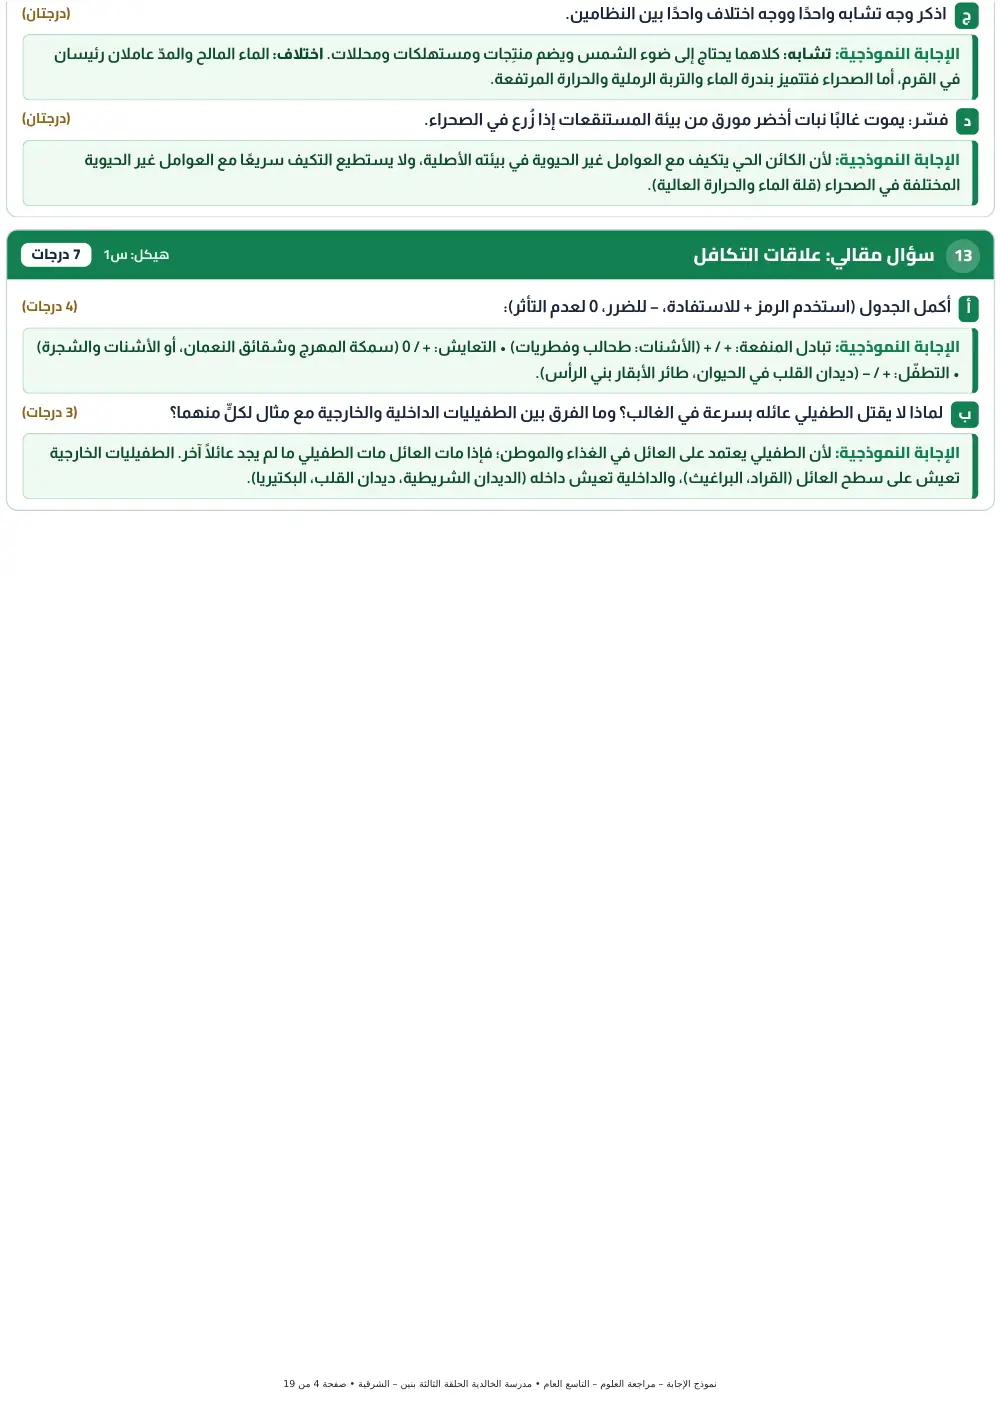 ج اذكر وجه تشابه واحدًا ووجه اختلاف واحدًا بين النظامين. (درجتان)
الإجابة النموذجية: تشابه: كلاهما يحتاج إلى ضوء الشمس ويضم منتِجات ومستهلكات ومحللات. اختلاف: الماء المالح والمدّ عاملان رئيسان
في القرم، أما الصحراء فتتميز بندرة الماء والتربة الرملية والحرارة المرتفعة.
د فسّر: يموت غالبًا نبات أخضر مورق من بيئة المستنقعات إذا زُرع في الصحراء. (درجتان)
الإجابة النموذجية: لأن الكائن الحي يتكيف مع العوامل غير الحيوية في بيئته الأصلية، ولا يستطيع التكيف سريعًا مع العوامل غير الحيوية
المختلفة في الصحراء (قلة الماء والحرارة العالية).
13 سؤال مقالي: علاقات التكافل هيكل: س1 7 درجات
أ أكمل الجدول (استخدم الرمز + للاستفادة، – للضرر، 0 لعدم التأثر): (4 درجات)
الإجابة النموذجية: تبادل المنفعة: + / + (الأشنات: طحالب وفطريات) • التعايش: + / 0 (سمكة المهرج وشقائق النعمان، أو الأشنات والشجرة)
• التطفّل: + / – (ديدان القلب في الحيوان، طائر الأبقار بني الرأس).
ب لماذا لا يقتل الطفيلي عائله بسرعة في الغالب؟ وما الفرق بين الطفيليات الداخلية والخارجية مع مثال لكلٍّ منهما؟ (3 درجات)
الإجابة النموذجية: لأن الطفيلي يعتمد على العائل في الغذاء والموطن؛ فإذا مات العائل مات الطفيلي ما لم يجد عائلًا آخر. الطفيليات الخارجية
تعيش على سطح العائل (القراد، البراغيث)، والداخلية تعيش داخله (الديدان الشريطية، ديدان القلب، البكتيريا).
نموذج الإجابة – مراجعة العلوم – التاسع العام • مدرسة الخالدية الحلقة الثالثة بنين – الشرقية • صفحة 4 من 19